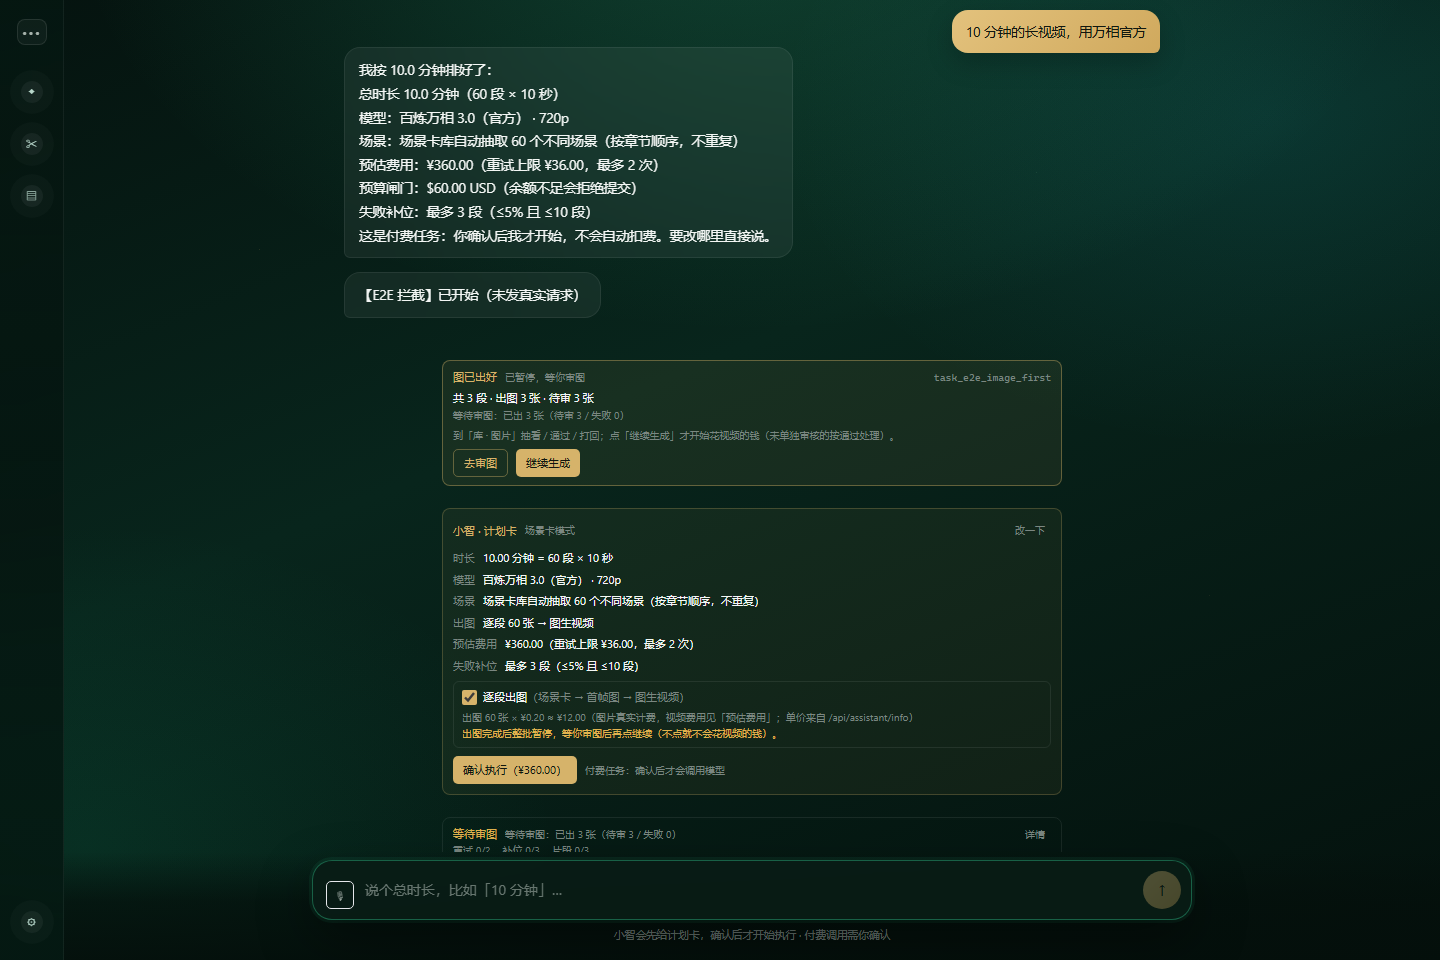 10 分钟的长视频，用万相官方
我按 10.0 分钟排好了：
总时长 10.0 分钟（60 段 × 10 秒）
模型：百炼万相 3.0（官方） · 720p
场景：场景卡库自动抽取 60 个不同场景（按章节顺序，不重复）
预估费用：¥360.00（重试上限 ¥36.00，最多 2 次）
预算闸门：$60.00 USD（余额不足会拒绝提交）
失败补位：最多 3 段（≤5% 且 ≤10 段）
这是付费任务：你确认后我才开始，不会自动扣费。要改哪里直接说。
【E2E 拦截】已开始（未发真实请求）
图已出好 已暂停，等你审图 task_e2e_image_first
共 3 段 · 出图 3 张 · 待审 3 张
等待审图：已出 3 张（待审 3 / 失败 0）
到「库 · 图片」抽看 / 通过 / 打回；点「继续生成」才开始花视频的钱（未单独审核的按通过处理）。
去审图 继续生成
小智 · 计划卡 场景卡模式 改一下
时长 10.00 分钟 = 60 段 × 10 秒
模型 百炼万相 3.0（官方） · 720p
场景 场景卡库自动抽取 60 个不同场景（按章节顺序，不重复）
出图 逐段 60 张 → 图生视频
预估费用 ¥360.00（重试上限 ¥36.00，最多 2 次）
失败补位 最多 3 段（≤5% 且 ≤10 段）
逐段出图（场景卡 → 首帧图 → 图生视频）
出图 60 张 × ¥0.20 ≈ ¥12.00（图片真实计费，视频费用见「预估费用」；单价来自 /api/assistant/info）
出图完成后整批暂停，等你审图后再点继续（不点就不会花视频的钱）。
确认执行（¥360.00） 付费任务：确认后才会调用模型
等待审图 等待审图：已出 3 张（待审 3 / 失败 0） 详情
重试 0/2 补位 0/3 片段 0/3
说个总时长，比如「10 分钟」...
小智会先给计划卡，确认后才开始执行 · 付费调用需你确认